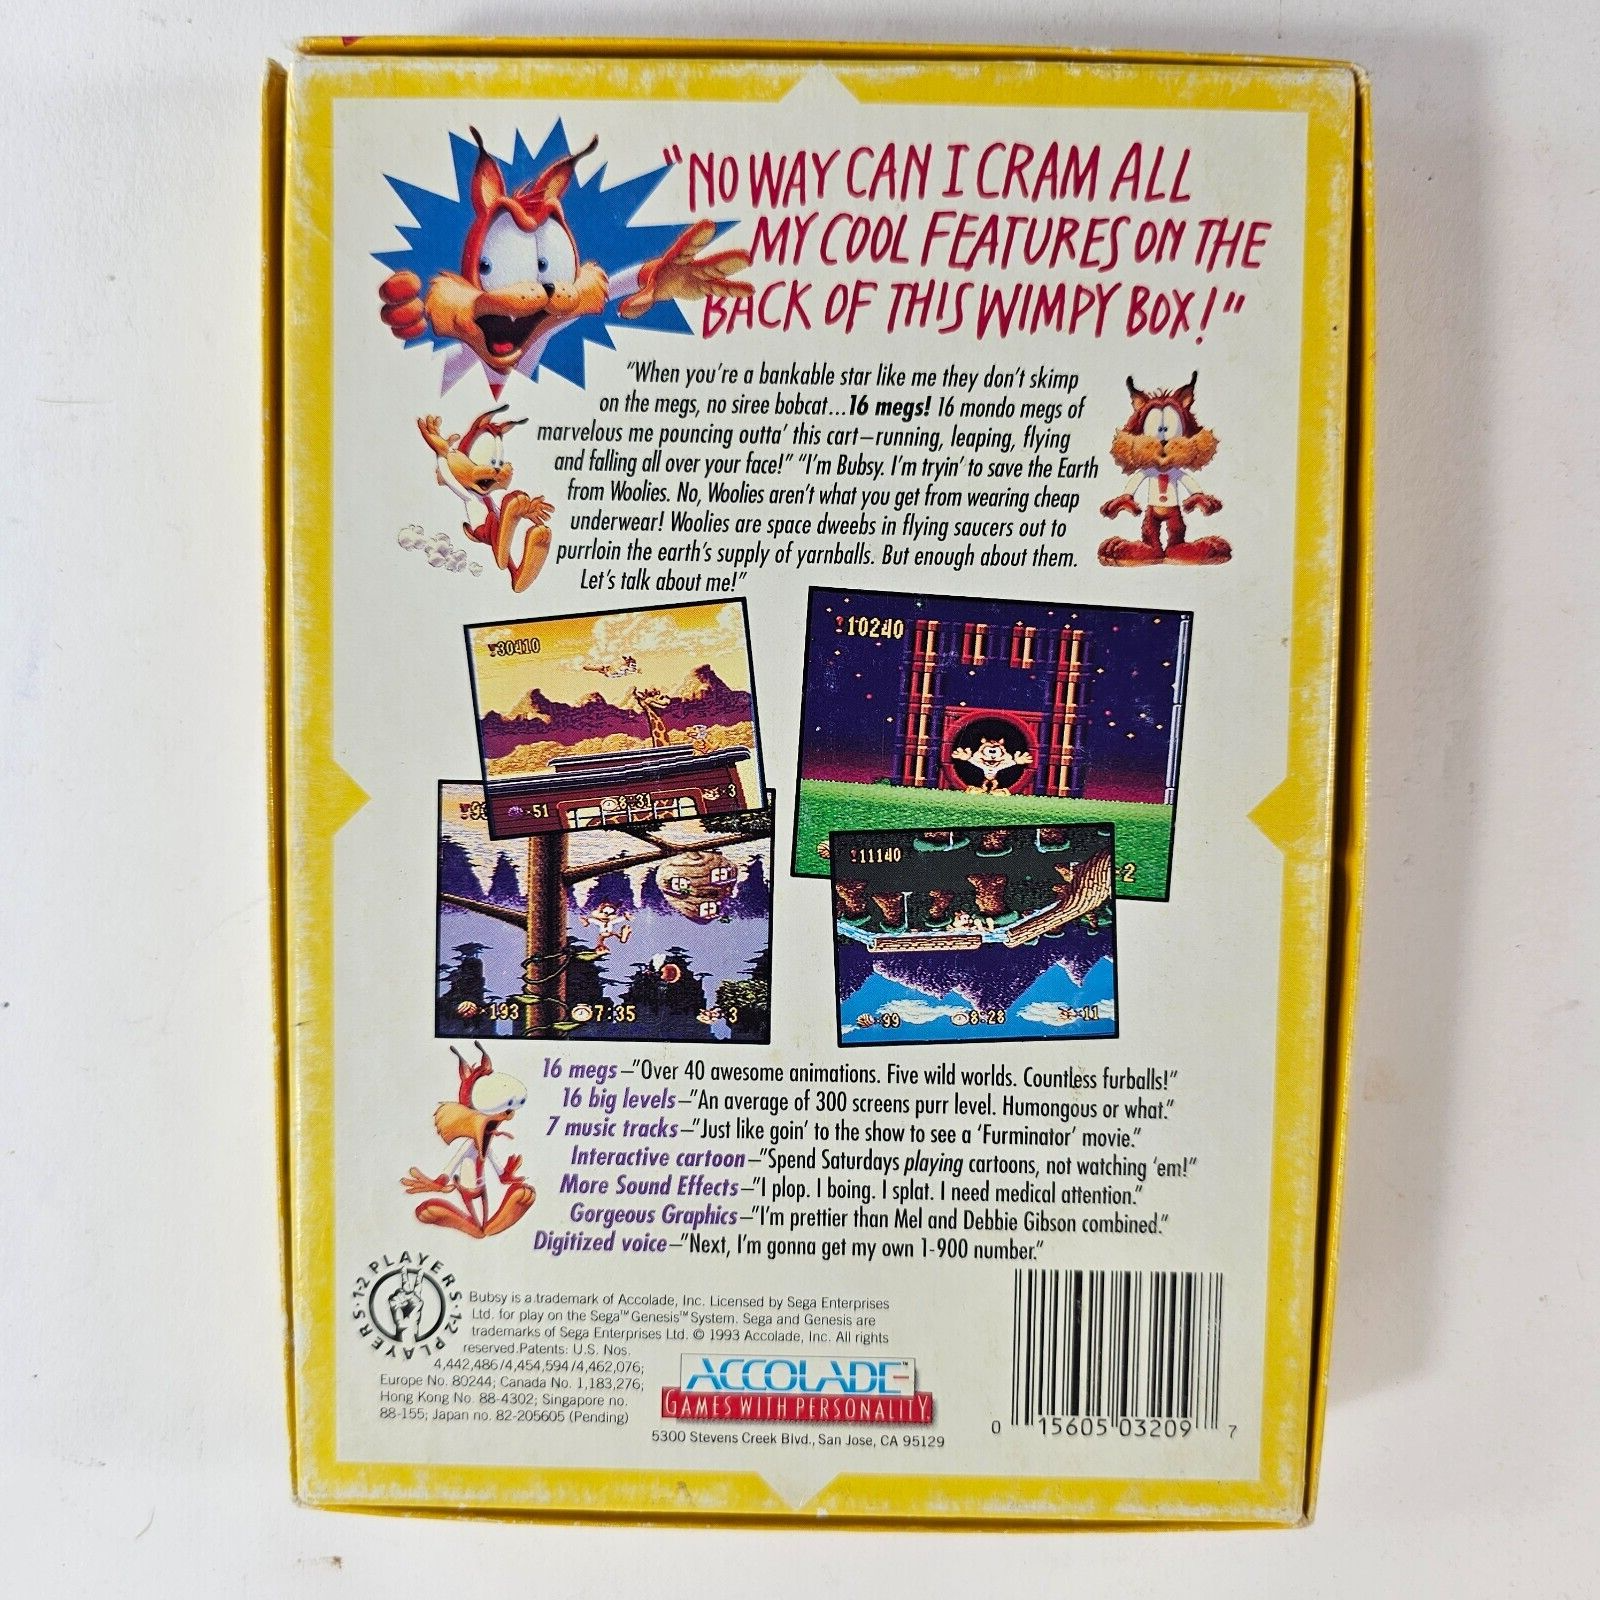 "NO WAY CAN I CRAM ALL
MY COOL FEATURES ON THE
BACK OF THIS WIMPY BOX!"
"When you're a bankable star like me they don't skimp
on the megs, no siree bobcat...16 megs! 16 mondo megs of
marvelous me pouncing outta' this cart–running, leaping, flying
and falling all over your face!" "I'm Bubsy. I'm tryin' to save the Earth
from Woolies. No, Woolies aren't what you get from wearing cheap
underwear! Woolies are space dweebs in flying saucers out to
purrloin the earth's supply of yarnballs. But enough about them.
Let's talk about me!"
30410
51
8:31
3
!10240
2
193
7:35
3
!11140
99
8:28
11
16 megs–"Over 40 awesome animations. Five wild worlds. Countless furballs!"
16 big levels–"An average of 300 screens purr level. Humongous or what."
7 music tracks–"Just like goin' to the show to see a 'Furminator' movie."
Interactive cartoon–"Spend Saturdays playing cartoons, not watching 'em!"
More Sound Effects–"I plop. I boing. I splat. I need medical attention."
Gorgeous Graphics–"I'm prettier than Mel and Debbie Gibson combined."
Digitized voice–"Next, I'm gonna get my own 1-900 number."
1-2 PLAYERS · 1-2 PLAYERS ·
Bubsy is a trademark of Accolade, Inc. Licensed by Sega Enterprises
Ltd. for play on the Sega™ Genesis™ System. Sega and Genesis are
trademarks of Sega Enterprises Ltd. © 1993 Accolade, Inc. All rights
reserved.Patents: U.S. Nos.
4,442,486/4,454,594/4,462,076;
Europe No. 80244; Canada No. 1,183,276;
Hong Kong No. 88-4302; Singapore no.
88-155; Japan no. 82-205605 (Pending)
ACCOLADE™
GAMES WITH PERSONALITY.
5300 Stevens Creek Blvd., San Jose, CA 95129
0 15605 03209 7